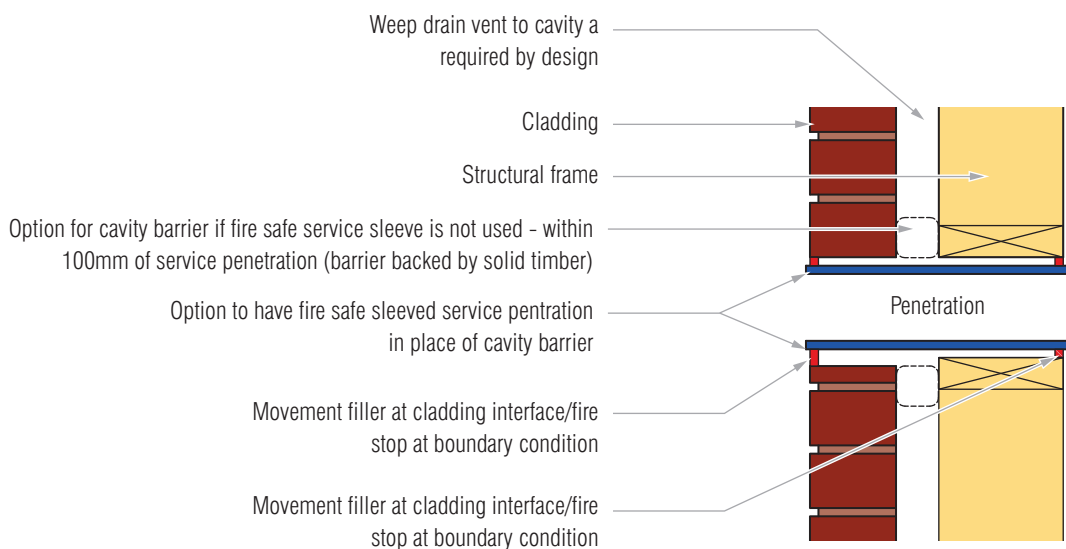 Weep drain vent to cavity a
required by design
Cladding
Structural frame
Option for cavity barrier if fire safe service sleeve is not used - within
100mm of service penetration (barrier backed by solid timber)
Option to have fire safe sleeved service pentration
in place of cavity barrier
Penetration
Movement filler at cladding interface/fire
stop at boundary condition
Movement filler at cladding interface/fire
stop at boundary condition